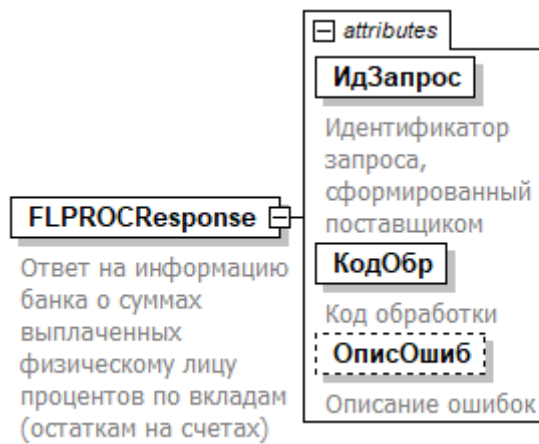 attributes
ИдЗапрос
Идентификатор
запроса,
сформированный
поставщиком
FLPROCResponse
Ответ на информацию
банка о суммах
выплаченных
физическому лицу
процентов по вкладам
(остаткам на счетах)
КодОбр
Код обработки
ОписОшиб
Описание ошибок